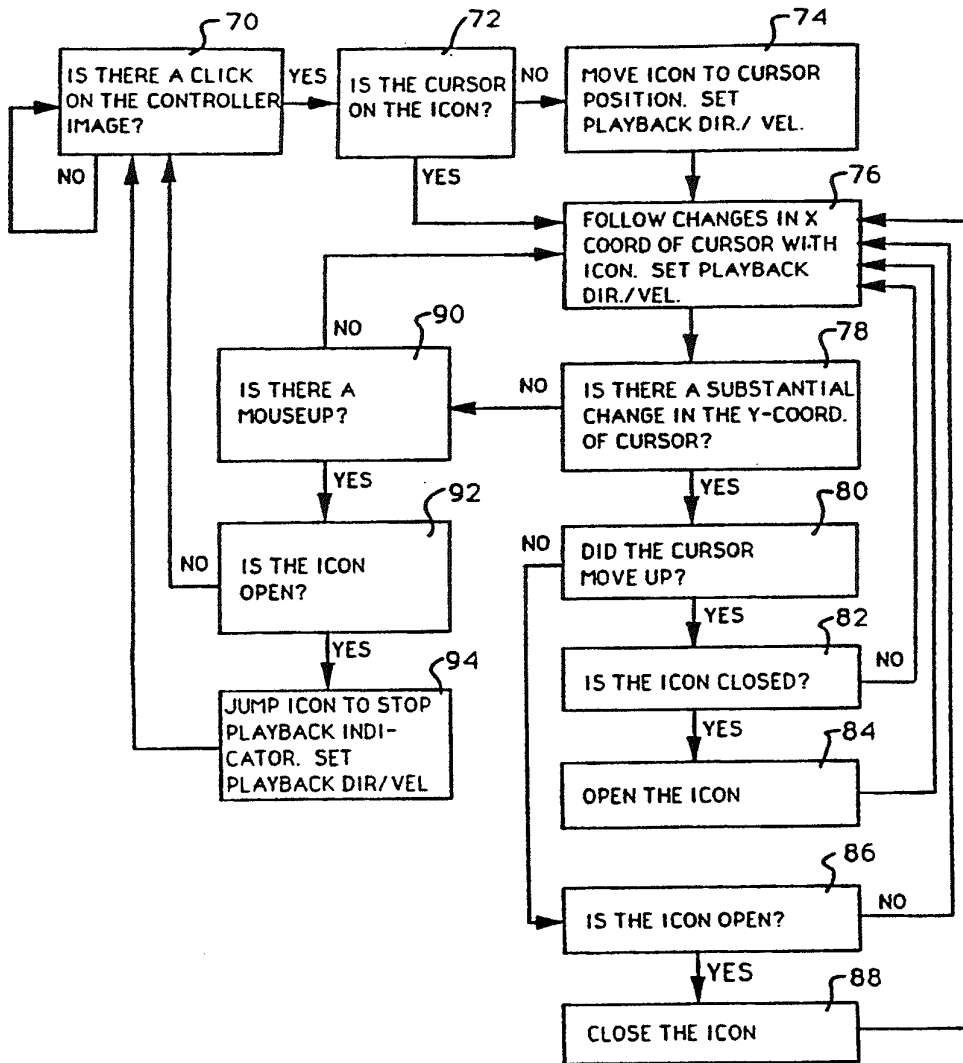 70
IS THERE A CLICK
ON THE CONTROLLER
IMAGE?
YES
NO
72
IS THE CURSOR
ON THE ICON?
NO
YES
74
MOVE ICON TO CURSOR
POSITION. SET
PLAYBACK DIR./ VEL.
76
FOLLOW CHANGES IN X
COORD OF CURSOR WITH
ICON. SET PLAYBACK
DIR./VEL.
78
IS THERE A SUBSTANTIAL
CHANGE IN THE Y-COORD.
OF CURSOR?
NO
YES
90
IS THERE A
MOUSEUP?
NO
YES
92
IS THE ICON
OPEN?
NO
YES
94
JUMP ICON TO STOP
PLAYBACK INDI-
CATOR. SET
PLAYBACK DIR/VEL
80
DID THE CURSOR
MOVE UP?
NO
YES
82
IS THE ICON CLOSED?
NO
YES
84
OPEN THE ICON
86
IS THE ICON OPEN?
NO
YES
88
CLOSE THE ICON